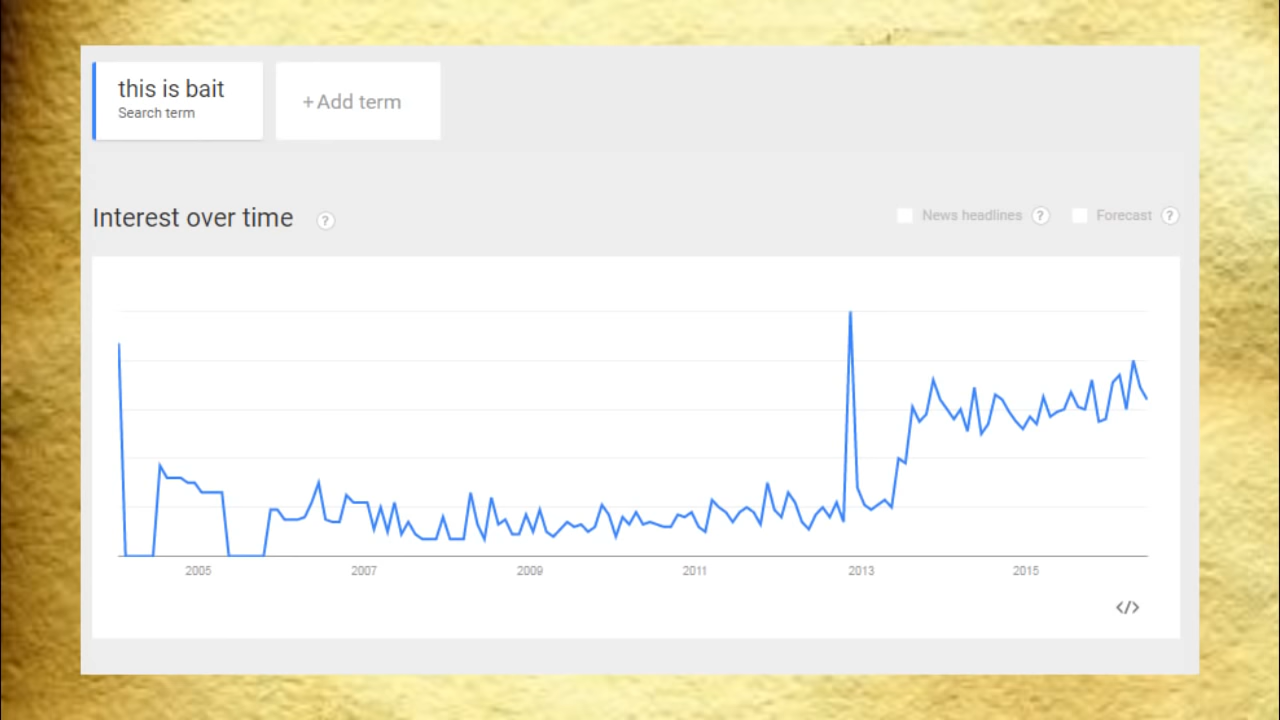 this is bait
Search term
+ Add term
Interest over time ?
News headlines ? Forecast ?
2005 2007 2009 2011 2013 2015
</>